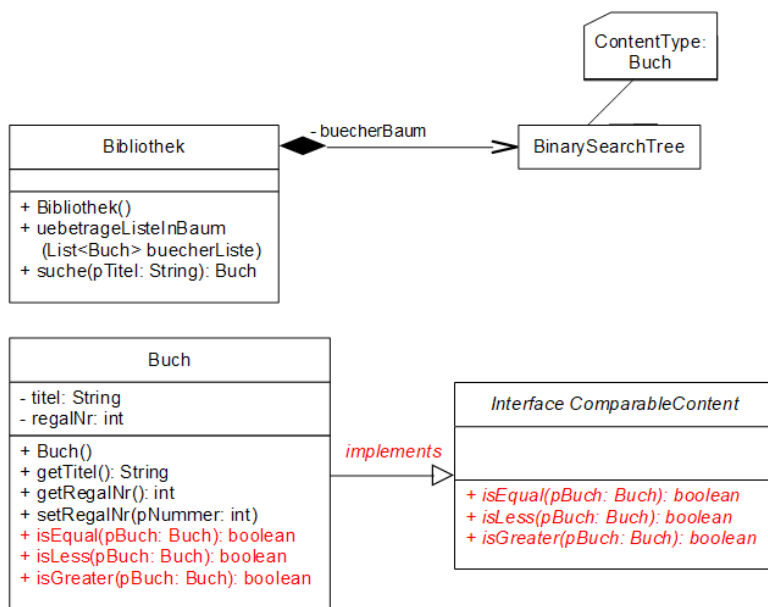 ContentType:
Buch
Bibliothek
- buecherBaum
BinarySearchTree
+ Bibliothek()
+ uebetrageListeInBaum
(List<Buch> buecherListe)
+ suche(pTitel: String): Buch
Buch
- titel: String
- regalNr: int
+ Buch()
+ getTitel(): String
+ getRegalNr(): int
+ setRegalNr(pNummer: int)
+ isEqual(pBuch: Buch): boolean
+ isLess(pBuch: Buch): boolean
+ isGreater(pBuch: Buch): boolean
implements
Interface ComparableContent
+ isEqual(pBuch: Buch): boolean
+ isLess(pBuch: Buch): boolean
+ isGreater(pBuch: Buch): boolean